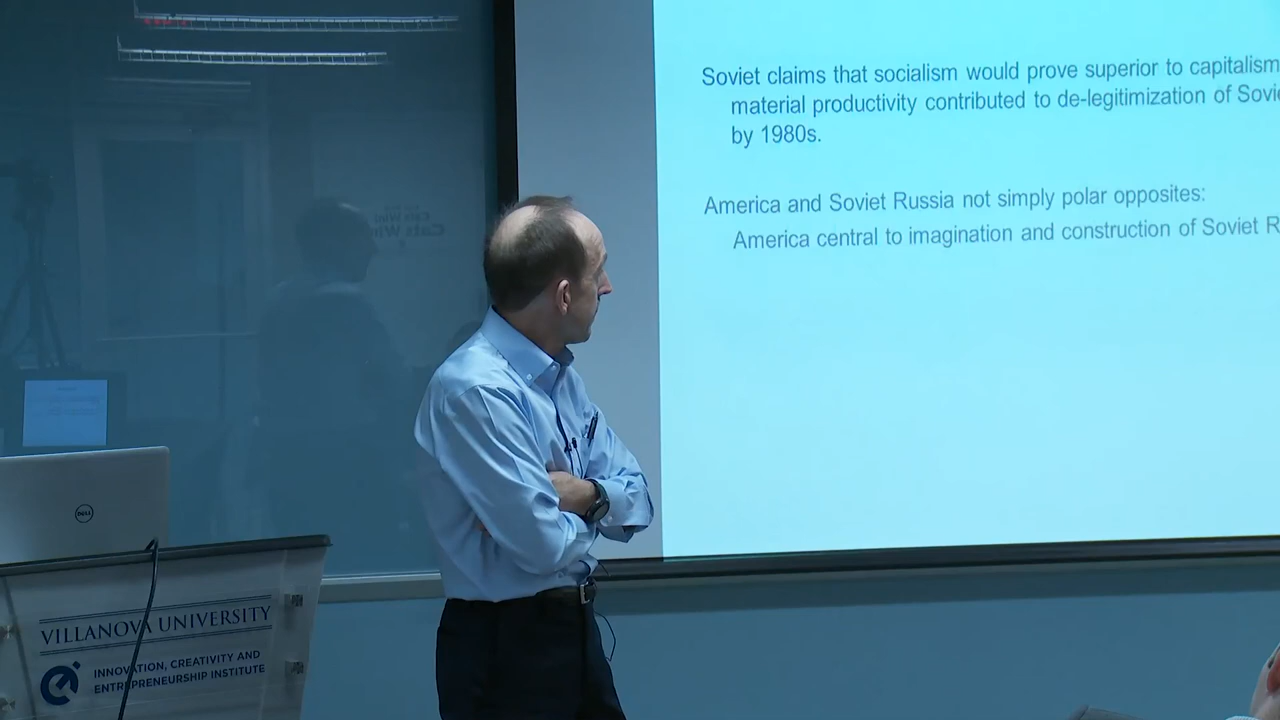 Soviet claims that socialism would prove superior to capitalism
material productivity contributed to de-legitimization of
by 1980s.
America and Soviet Russia not simply polar opposites:
America central to imagination and construction of Soviet
DELL
VILLANOVA UNIVERSITY
INNOVATION, CREATIVITY AND
ENTREPRENEURSHIP INSTITUTE